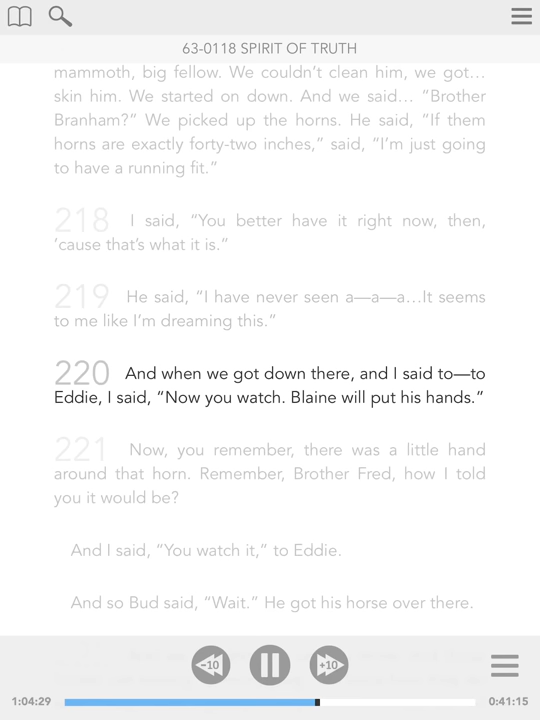 63-0118 SPIRIT OF TRUTH
mammoth, big fellow. We couldn’t clean him, we got…
skin him. We started on down. And we said… “Brother
Branham?” We picked up the horns. He said, “If them
horns are exactly forty-two inches,” said, “I’m just going
to have a running fit.”
218 I said, “You better have it right now, then,
’cause that’s what it is.”
219 He said, “I have never seen a—a—a…It seems
to me like I’m dreaming this.”
220 And when we got down there, and I said to—to
Eddie, I said, “Now you watch. Blaine will put his hands.”
221 Now, you remember, there was a little hand
around that horn. Remember, Brother Fred, how I told
you it would be?
And I said, “You watch it,” to Eddie.
And so Bud said, “Wait.” He got his horse over there.
-10 +10
1:04:29 0:41:15